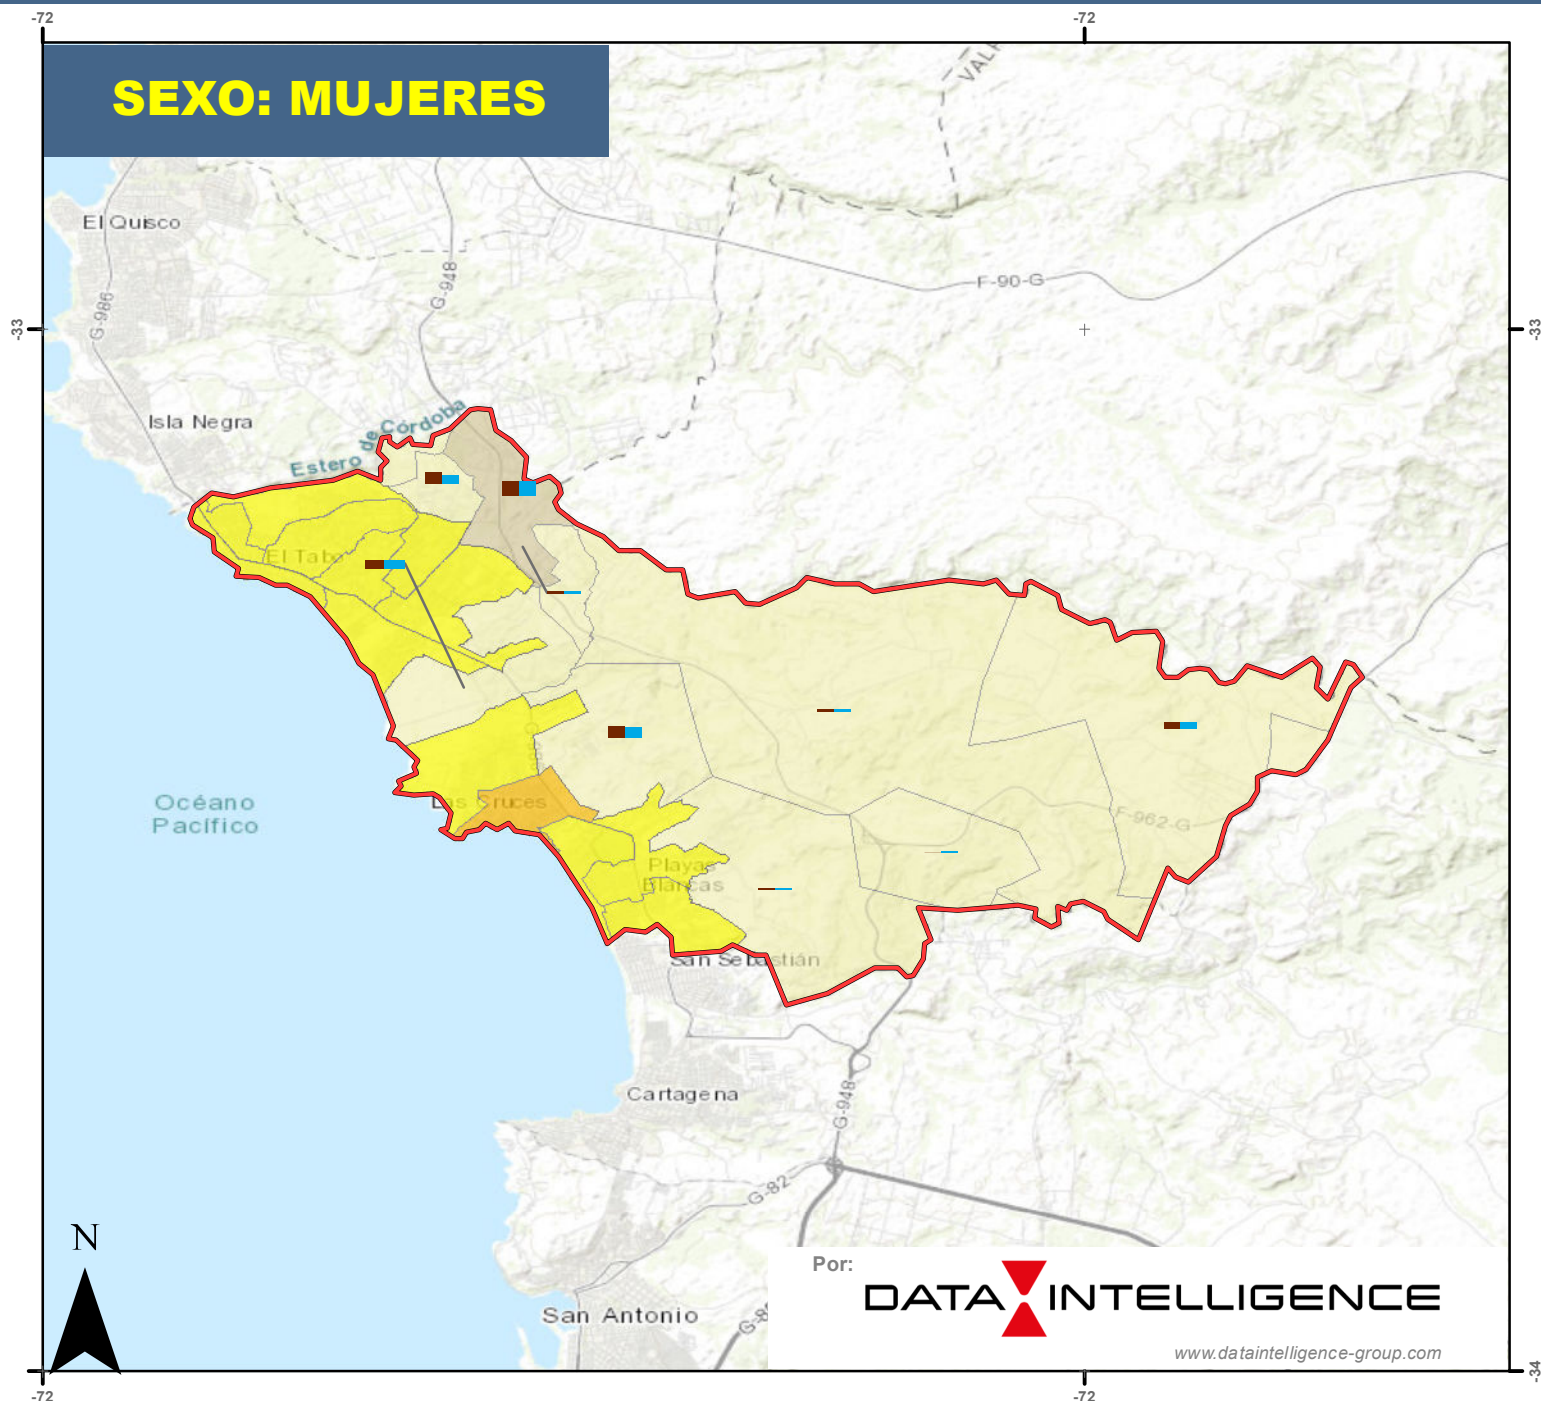 -72
-72
SEXO: MUJERES
El Quisco
G-986
G-948
F-90-G
-33
-33
Isla Negra
Estero de Córdoba
El Tabo
Las Cruces
Océano
Pacífico
Playas
Blancas
F-962-G
San Sebastián
Cartagena
G-948
G-82
N
San Antonio
Por:
DATA INTELLIGENCE
www.dataintelligence-group.com
-34
-72
-72